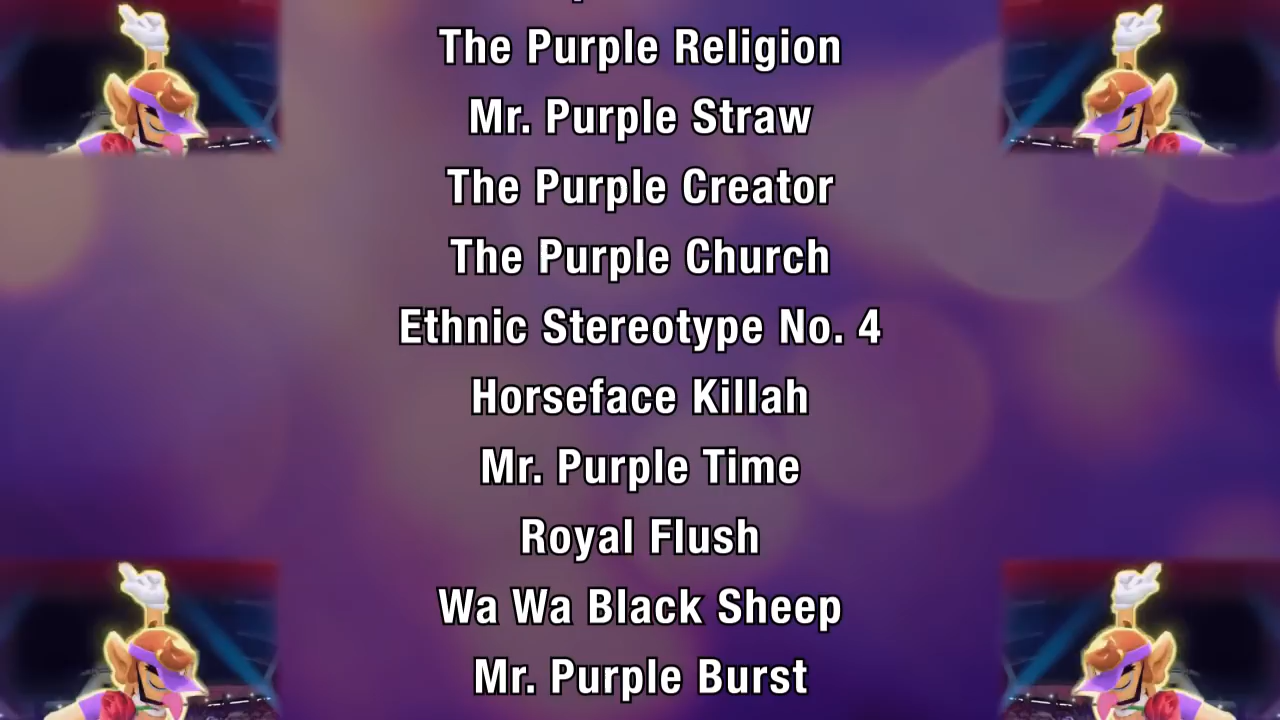 The Purple Religion
Mr. Purple Straw
The Purple Creator
The Purple Church
Ethnic Stereotype No. 4
Horseface Killah
Mr. Purple Time
Royal Flush
Wa Wa Black Sheep
Mr. Purple Burst